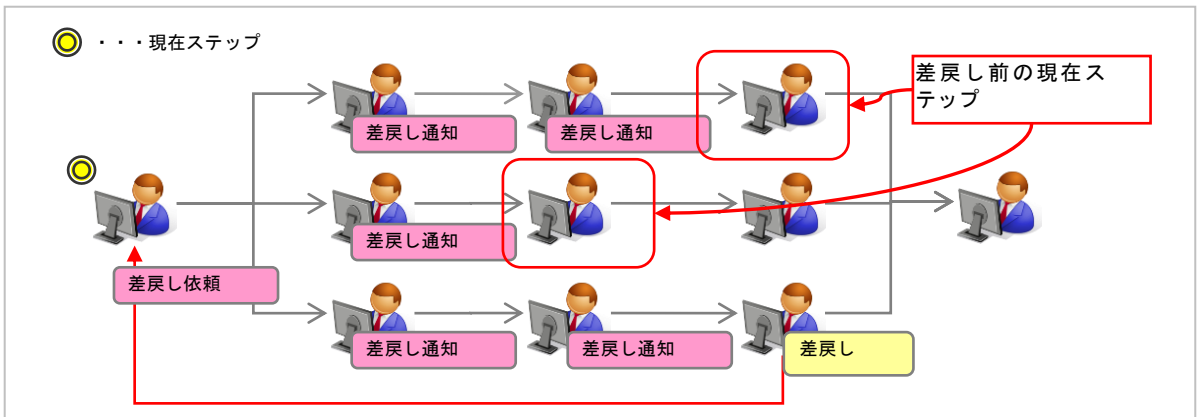 ・・・現在ステップ
差戻し前の現在ス
テップ
差戻し通知
差戻し通知
差戻し通知
差戻し依頼
差戻し通知
差戻し通知
差戻し